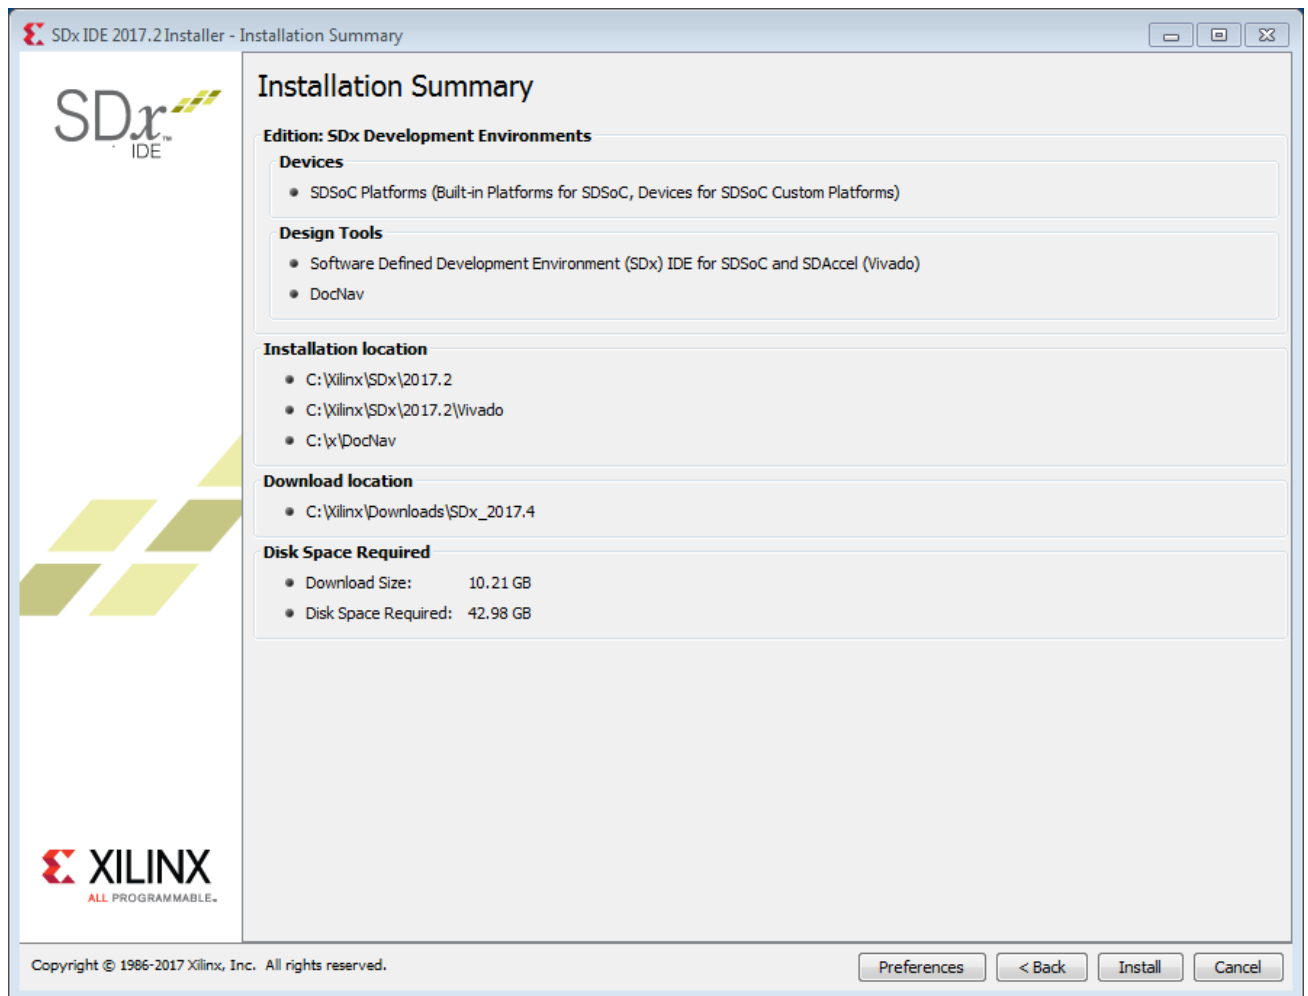 SDx IDE 2017.2 Installer - Installation Summary
SDx™
IDE
Installation Summary
Edition: SDx Development Environments
Devices
SDSoC Platforms (Built-in Platforms for SDSoC, Devices for SDSoC Custom Platforms)
Design Tools
Software Defined Development Environment (SDx) IDE for SDSoC and SDAccel (Vivado)
DocNav
Installation location
C:\Xilinx\SDx\2017.2
C:\Xilinx\SDx\2017.2\Vivado
C:\x\DocNav
Download location
C:\Xilinx\Downloads\SDx_2017.4
Disk Space Required
Download Size: 10.21 GB
Disk Space Required: 42.98 GB
XILINX
ALL PROGRAMMABLE™
Copyright © 1986-2017 Xilinx, Inc. All rights reserved.
Preferences < Back Install Cancel